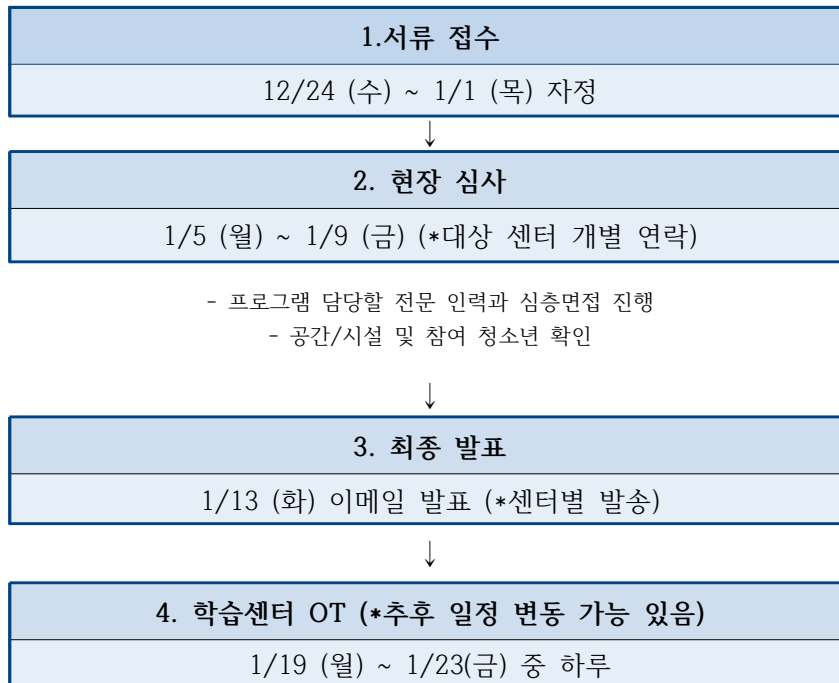 1.서류 접수
12/24 (수) ~ 1/1 (목) 자정
↓
2. 현장 심사
1/5 (월) ~ 1/9 (금) (*대상 센터 개별 연락)
- 프로그램 담당할 전문 인력과 심층면접 진행
- 공간/시설 및 참여 청소년 확인
↓
3. 최종 발표
1/13 (화) 이메일 발표 (*센터별 발송)
↓
4. 학습센터 OT (*추후 일정 변동 가능 있음)
1/19 (월) ~ 1/23(금) 중 하루